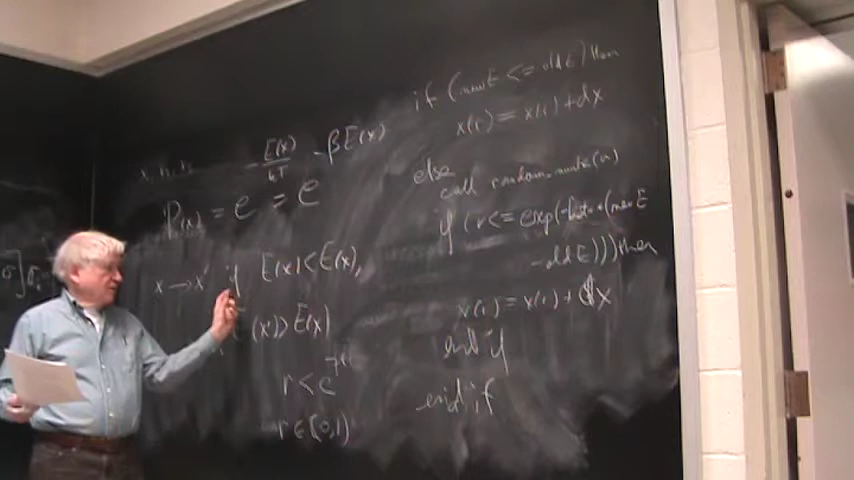 σ]σ
P(x) = e^{-E(x)/kT} = e^{-βE(x)}
x → x' if E(x') < E(x),
(x') > E(x)
r < e
r ∈ (0,1)
if (newE <= oldE) then
x(i) = x(i) + dx
else
call random_number(r)
if (r <= exp(-beta*(newE
-oldE))) then
x(i) = x(i) + dx
end if
end if